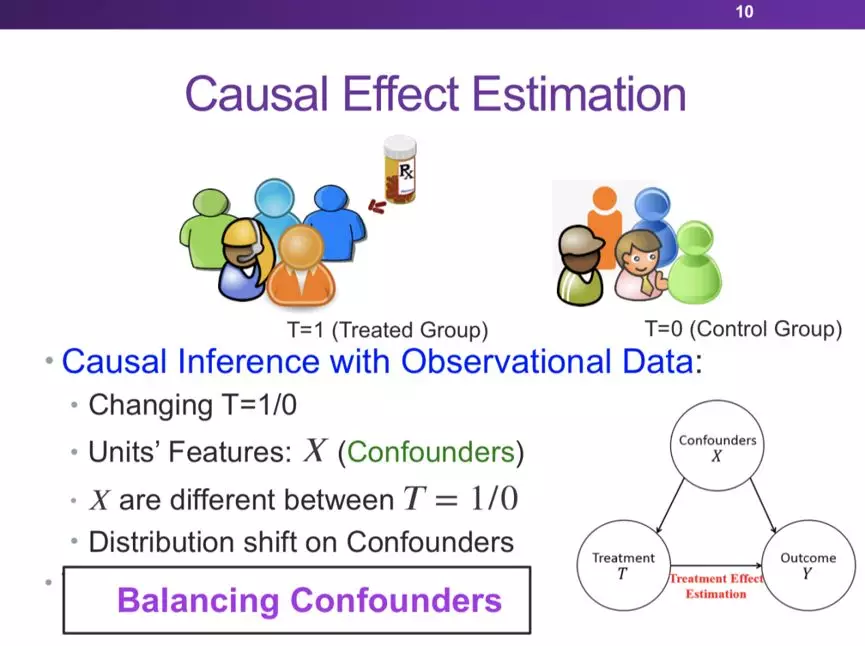 10
Causal Effect Estimation
Rx
T=1 (Treated Group)
T=0 (Control Group)
• Causal Inference with Observational Data:
• Changing T=1/0
• Units’ Features: X (Confounders)
• X are different between T = 1/0
• Distribution shift on Confounders
• Balancing Confounders
Confounders
X
Treatment
T
Treatment Effect
Estimation
Outcome
Y